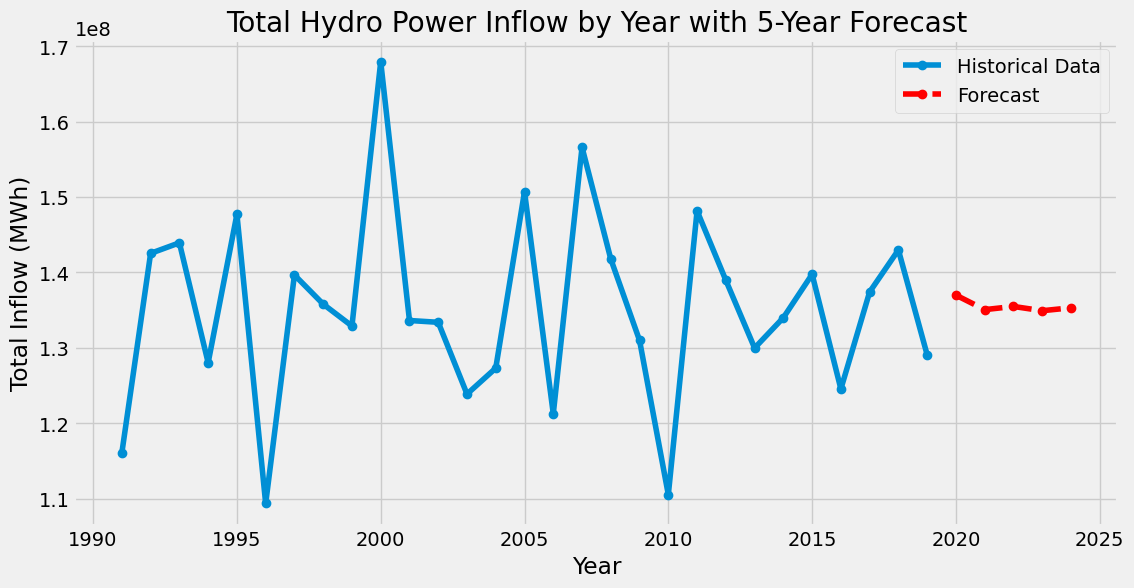 Total Hydro Power Inflow by Year with 5-Year Forecast
1e8
1.7
1.6
1.5
1.4
1.3
1.2
1.1
Total Inflow (MWh)
Historical Data
Forecast
1990 1995 2000 2005 2010 2015 2020 2025
Year